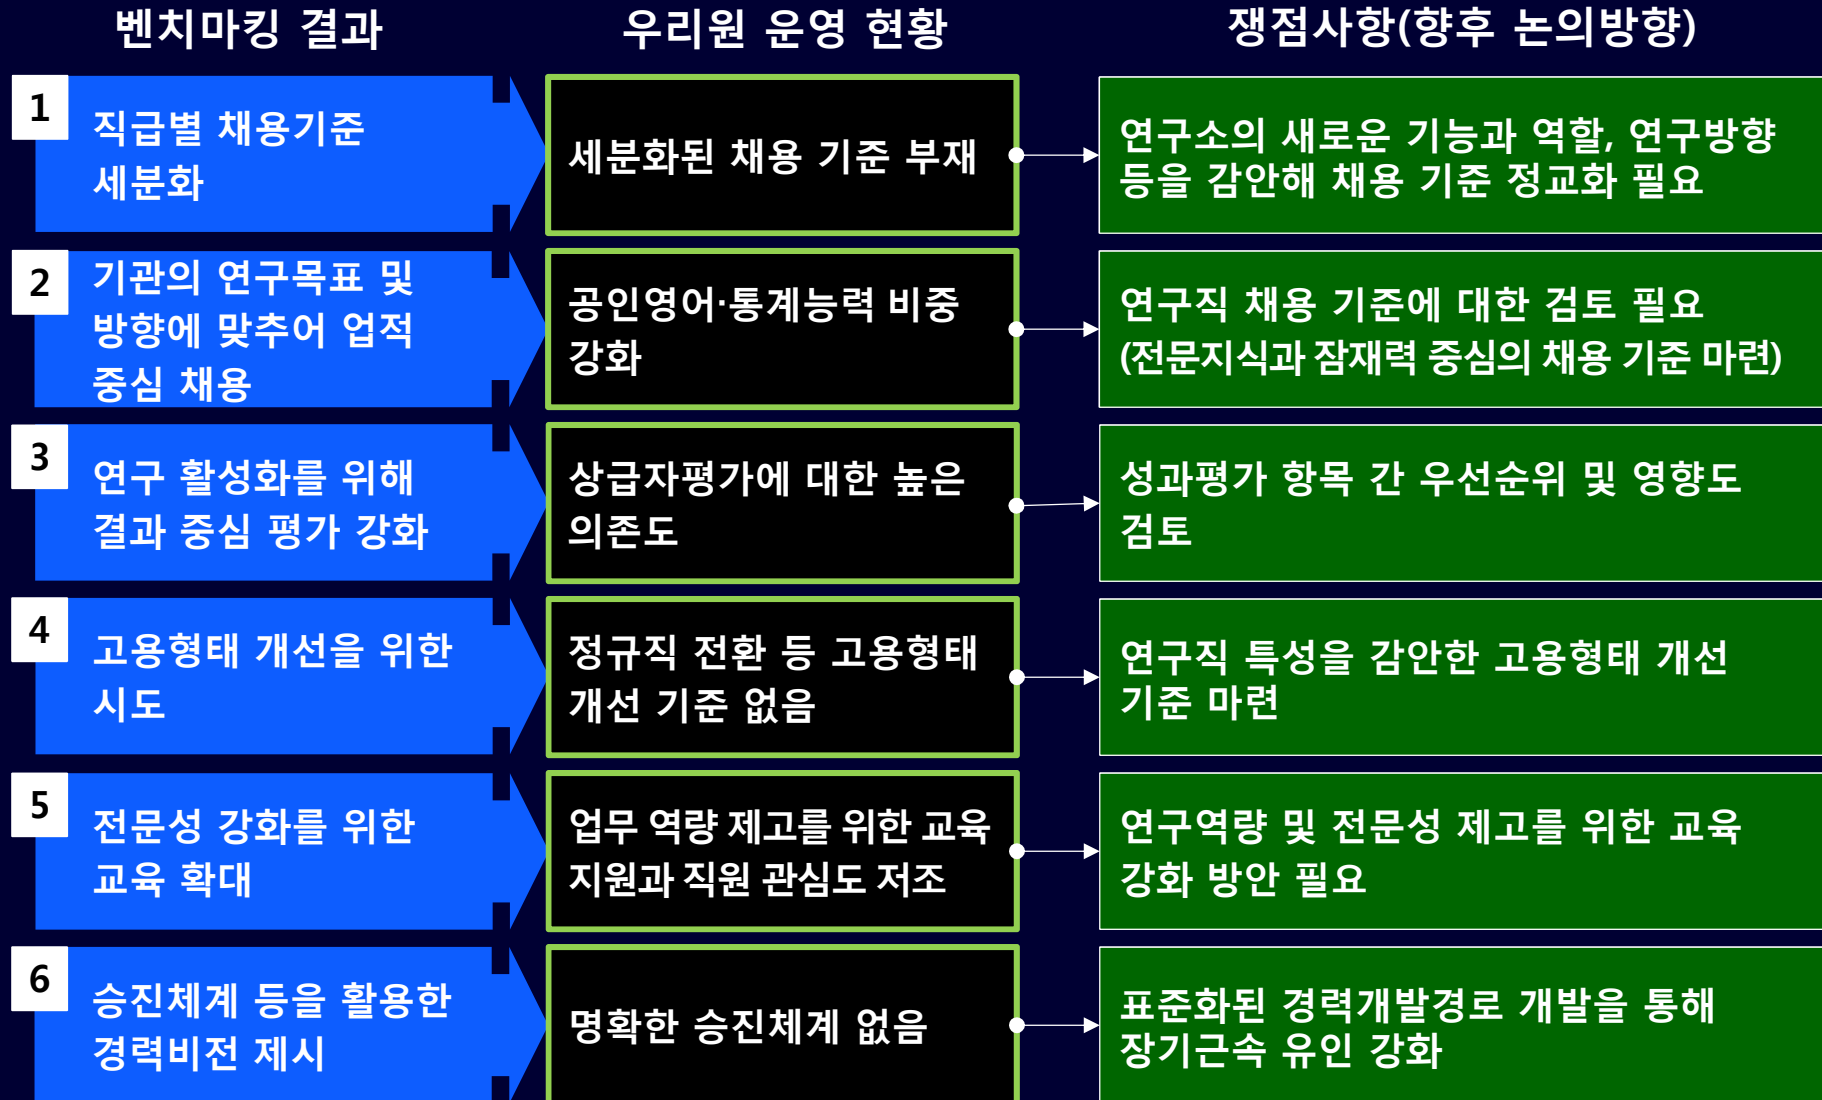 벤치마킹 결과
우리원 운영 현황
쟁점사항(향후 논의방향)
1
직급별 채용기준
세분화
세분화된 채용 기준 부재
연구소의 새로운 기능과 역할, 연구방향
등을 감안해 채용 기준 정교화 필요
2
기관의 연구목표 및
방향에 맞추어 업적
중심 채용
공인영어·통계능력 비중
강화
연구직 채용 기준에 대한 검토 필요
(전문지식과 잠재력 중심의 채용 기준 마련)
3
연구 활성화를 위해
결과 중심 평가 강화
상급자평가에 대한 높은
의존도
성과평가 항목 간 우선순위 및 영향도
검토
4
고용형태 개선을 위한
시도
정규직 전환 등 고용형태
개선 기준 없음
연구직 특성을 감안한 고용형태 개선
기준 마련
5
전문성 강화를 위한
교육 확대
업무 역량 제고를 위한 교육
지원과 직원 관심도 저조
연구역량 및 전문성 제고를 위한 교육
강화 방안 필요
6
승진체계 등을 활용한
경력비전 제시
명확한 승진체계 없음
표준화된 경력개발경로 개발을 통해
장기근속 유인 강화